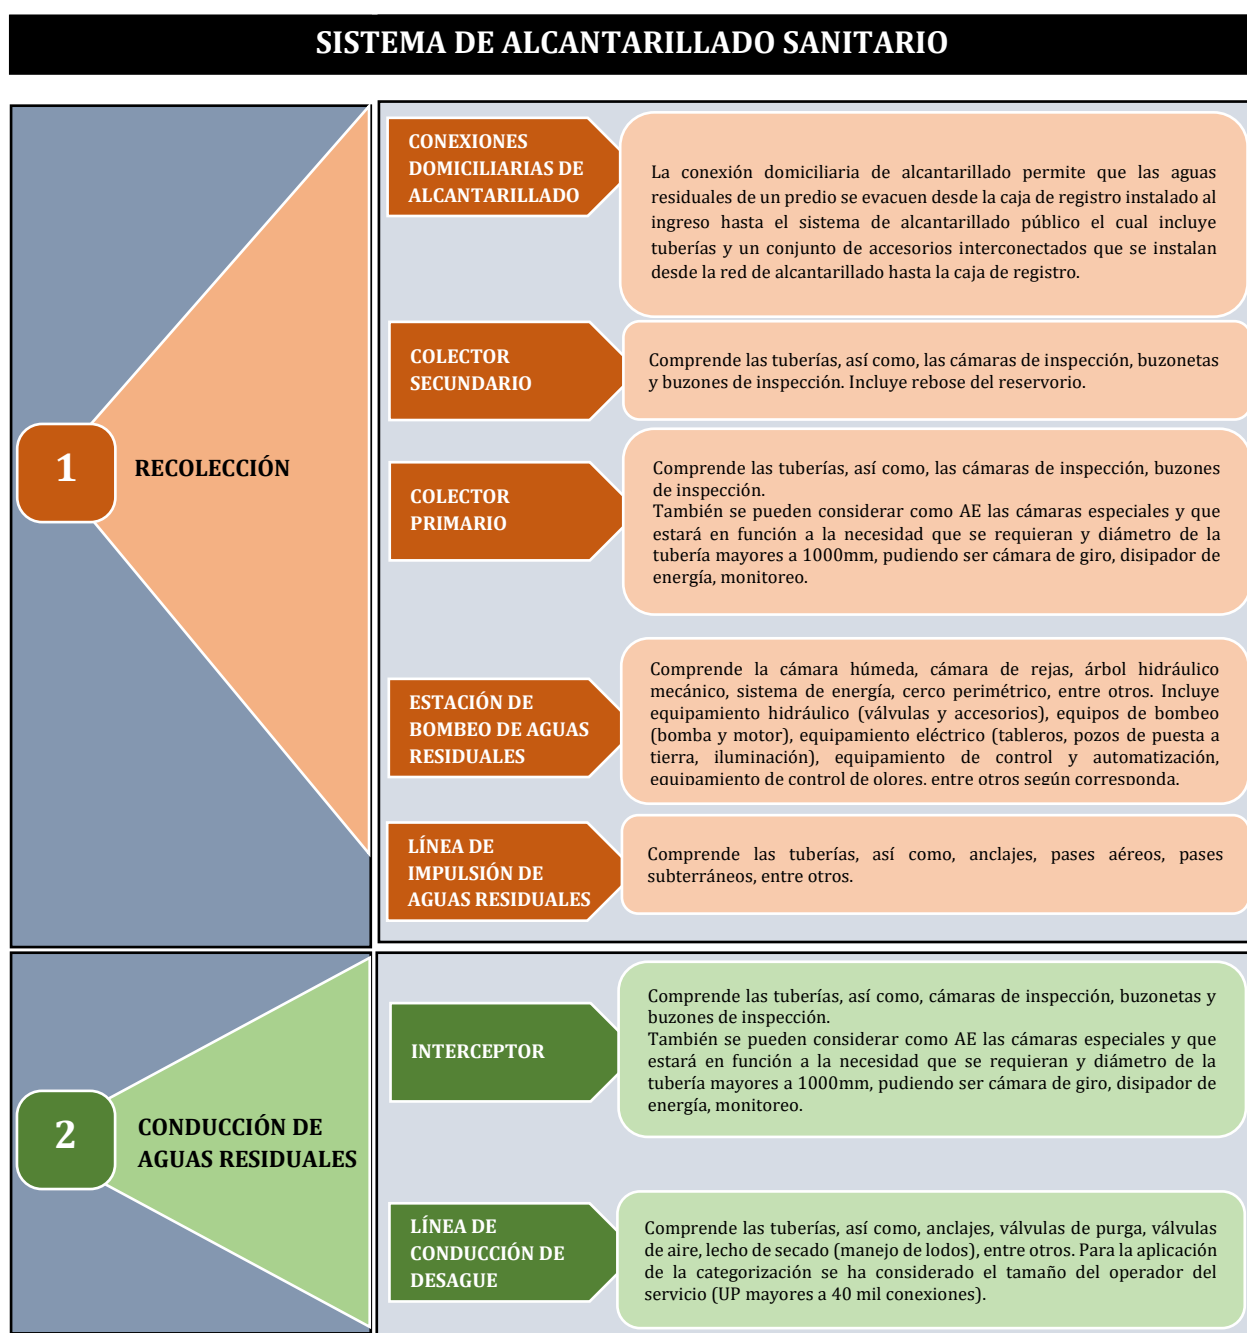 SISTEMA DE ALCANTARILLADO SANITARIO
1
RECOLECCIÓN
CONEXIONES
DOMICILIARIAS DE
ALCANTARILLADO
La conexión domiciliaria de alcantarillado permite que las aguas
residuales de un predio se evacuen desde la caja de registro instalado al
ingreso hasta el sistema de alcantarillado público el cual incluye
tuberías y un conjunto de accesorios interconectados que se instalan
desde la red de alcantarillado hasta la caja de registro.
COLECTOR
SECUNDARIO
Comprende las tuberías, así como, las cámaras de inspección, buzonetas
y buzones de inspección. Incluye rebose del reservorio.
COLECTOR
PRIMARIO
Comprende las tuberías, así como, las cámaras de inspección, buzones
de inspección.
También se pueden considerar como AE las cámaras especiales y que
estará en función a la necesidad que se requieran y diámetro de la
tubería mayores a 1000mm, pudiendo ser cámara de giro, disipador de
energía, monitoreo.
ESTACIÓN DE
BOMBEO DE AGUAS
RESIDUALES
Comprende la cámara húmeda, cámara de rejas, árbol hidráulico
mecánico, sistema de energía, cerco perimétrico, entre otros. Incluye
equipamiento hidráulico (válvulas y accesorios), equipos de bombeo
(bomba y motor), equipamiento eléctrico (tableros, pozos de puesta a
tierra, iluminación), equipamiento de control y automatización,
equipamiento de control de olores, entre otros según corresponda.
LÍNEA DE
IMPULSIÓN DE
AGUAS RESIDUALES
Comprende las tuberías, así como, anclajes, pases aéreos, pases
subterráneos, entre otros.
2
CONDUCCIÓN DE
AGUAS RESIDUALES
INTERCEPTOR
Comprende las tuberías, así como, cámaras de inspección, buzonetas y
buzones de inspección.
También se pueden considerar como AE las cámaras especiales y que
estará en función a la necesidad que se requieran y diámetro de la
tubería mayores a 1000mm, pudiendo ser cámara de giro, disipador de
energía, monitoreo.
LÍNEA DE
CONDUCCIÓN DE
DESAGUE
Comprende las tuberías, así como, anclajes, válvulas de purga, válvulas
de aire, lecho de secado (manejo de lodos), entre otros. Para la aplicación
de la categorización se ha considerado el tamaño del operador del
servicio (UP mayores a 40 mil conexiones).